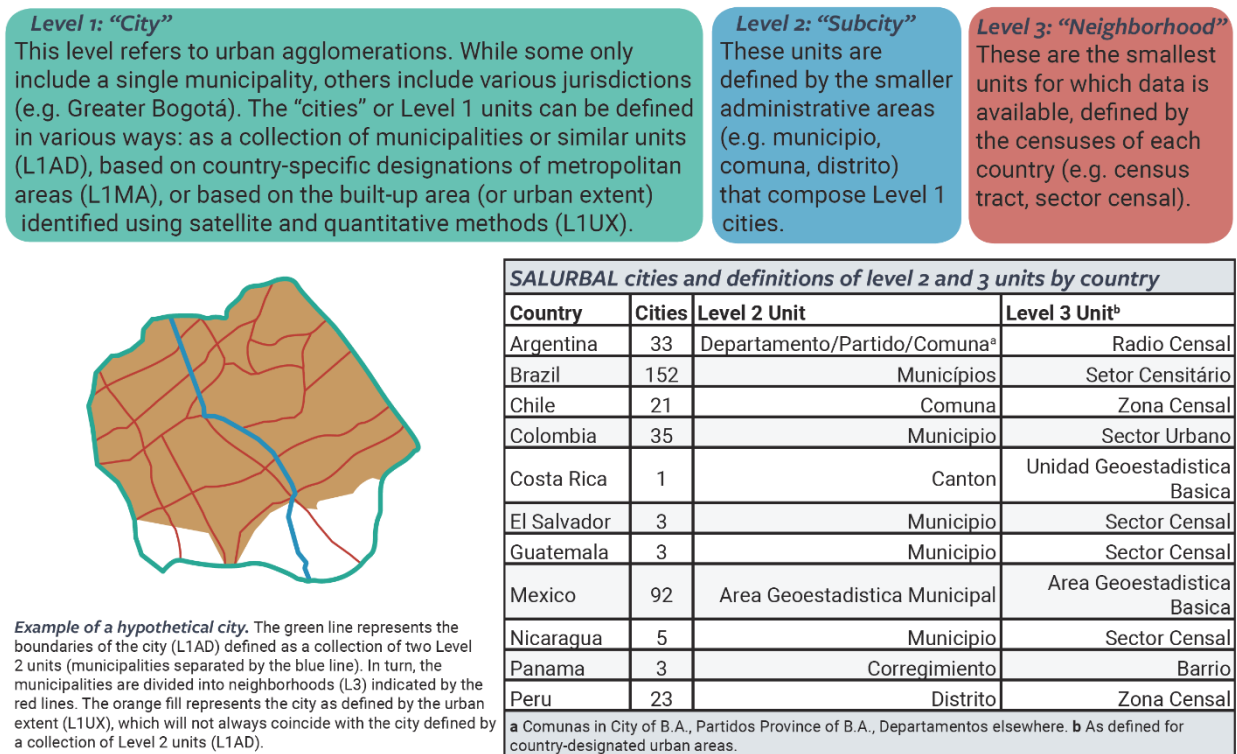 Level 1: “City”
This level refers to urban agglomerations. While some only
include a single municipality, others include various jurisdictions
(e.g. Greater Bogotá). The “cities” or Level 1 units can be defined
in various ways: as a collection of municipalities or similar units
(L1AD), based on country-specific designations of metropolitan
areas (L1MA), or based on the built-up area (or urban extent)
identified using satellite and quantitative methods (L1UX).
Level 2: “Subcity”
These units are
defined by the smaller
administrative areas
(e.g. municipio,
comuna, distrito)
that compose Level 1
cities.
Level 3: “Neighborhood”
These are the smallest
units for which data is
available, defined by
the censuses of each
country (e.g. census
tract, sector censal).
Example of a hypothetical city. The green line represents the
boundaries of the city (L1AD) defined as a collection of two Level
2 units (municipalities separated by the blue line). In turn, the
municipalities are divided into neighborhoods (L3) indicated by the
red lines. The orange fill represents the city as defined by the urban
extent (L1UX), which will not always coincide with the city defined by
a collection of Level 2 units (L1AD).
SALURBAL cities and definitions of level 2 and 3 units by country
Country Cities Level 2 Unit Level 3 Unitᵇ
Argentina 33 Departamento/Partido/Comunaᵃ Radio Censal
Brazil 152 Municípios Setor Censitário
Chile 21 Comuna Zona Censal
Colombia 35 Municipio Sector Urbano
Costa Rica 1 Canton Unidad Geoestadistica
Basica
El Salvador 3 Municipio Sector Censal
Guatemala 3 Municipio Sector Censal
Mexico 92 Area Geoestadistica Municipal Area Geoestadistica
Basica
Nicaragua 5 Municipio Sector Censal
Panama 3 Corregimiento Barrio
Peru 23 Distrito Zona Censal
a Comunas in City of B.A., Partidos Province of B.A., Departamentos elsewhere. b As defined for
country-designated urban areas.